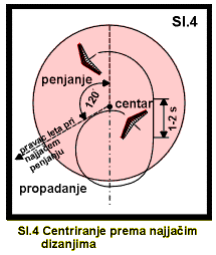 Sl.4
penjanje
120°
centar
1-2 s
pravac leta pri
najjačem
penjanju
propadanje
Sl.4 Centriranje prema najjačim
dizanjima